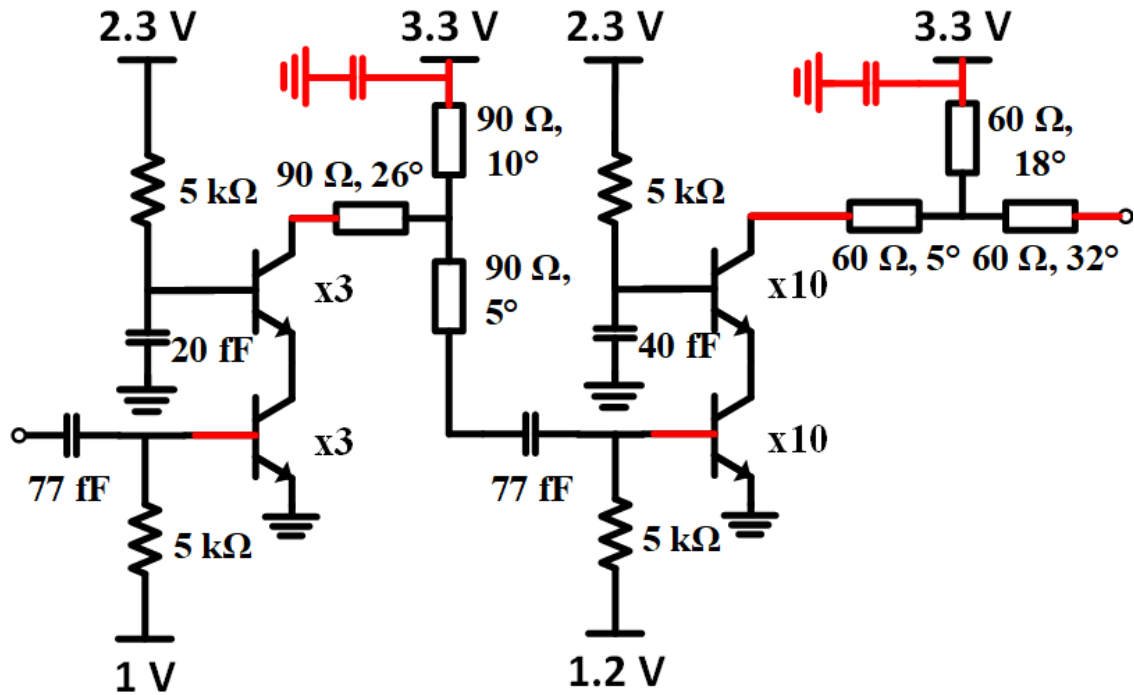 2.3 V
3.3 V
2.3 V
3.3 V
90 Ω,
10°
60 Ω,
18°
5 kΩ
90 Ω, 26°
5 kΩ
x3
90 Ω,
5°
60 Ω, 5°
60 Ω, 32°
x10
20 fF
40 fF
x3
x10
77 fF
77 fF
5 kΩ
5 kΩ
1 V
1.2 V